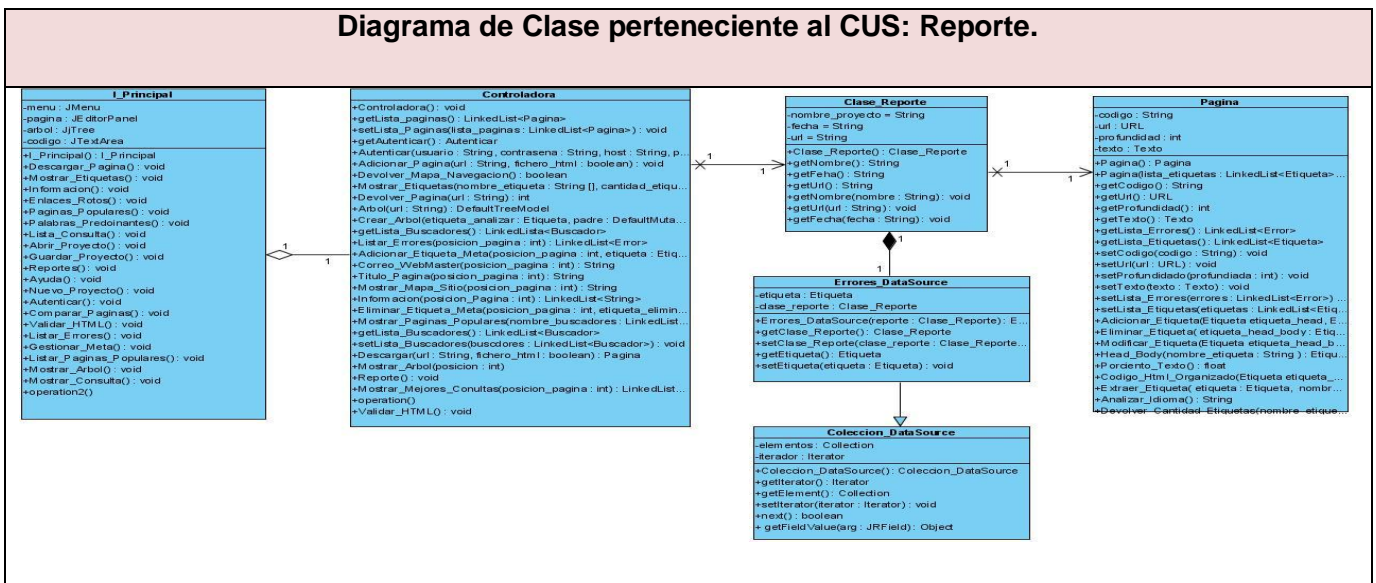 Diagrama de Clase perteneciente al CUS: Reporte.
I_Principal
-menu : JMenu
-pagina : JEditorPanel
-arbol : JjTree
-codigo : JTextArea
+I_Principal() : I_Principal
+Descargar_Pagina() : void
+Mostrar_Etiquetas() : void
+Informacion() : void
+Enlaces_Rotos() : void
+Paginas_Populares() : void
+Palabras_Predoinantes() : void
+Lista_Consulta() : void
+Abrir_Proyecto() : void
+Guardar_Proyecto() : void
+Reportes() : void
+Ayuda() : void
+Nuevo_Proyecto() : void
+Autenticar() : void
+Comparar_Paginas() : void
+Validar_HTML() : void
+Listar_Errores() : void
+Gestionar_Meta() : void
+Listar_Paginas_Populares() : void
+Mostrar_Arbol() : void
+Mostrar_Consulta() : void
+operation2()
1
1
Controladora
+Controladora() : void
+getLista_paginas() : LinkedList<Pagina>
+setLista_Paginas(lista_paginas : LinkedList<Pagina>) : void
+getAutenticar() : Autenticar
+Autenticar(usuario : String, contrasena : String, host : String, p...
+Adicionar_Pagina(url : String, fichero_html : boolean) : void
+Devolver_Mapa_Navegacion() : boolean
+Mostrar_Etiquetas(nombre_etiqueta : String [], cantidad_etiqu...
+Devolver_Pagina(url : String) : int
+Arbol(url : String) : DefaultTreeModel
+Crear_Arbol(etiqueta_analizar : Etiqueta, padre : DefaultMuta...
+getLista_Buscadores() : LinkedLista<Buscador>
+Listar_Errores(posicion_pagina : int) : LinkedList<Error>
+Adicionar_Etiqueta_Meta(posicion_pagina : int, etiqueta : Etiq...
+Correo_WebMaster(posicion_pagina : int) : String
+Titulo_Pagina(posicion_pagina : int) : String
+Mostrar_Mapa_Sitio(posicion_pagina : int) : String
+Informacion(posicion_Pagina : int) : LinkedList<String>
+Eliminar_Etiqueta_Meta(posicion_pagina : int, etiqueta_elimin...
+Mostrar_Paginas_Populares(nombre_buscadores : LinkedList...
+getLista_Buscadores() : LinkedList<Buscador>
+setLista_Buscadores(buscdores : LinkedList<Buscador>) : void
+Descargar(url : String, fichero_html : boolean) : Pagina
+Mostrar_Arbol(posicion)
+Reporte() : void
+Mostrar_Mejores_Conultas(posicion_pagina : int) : LinkedList...
+operation()
+Validar_HTML() : void
1
1
Clase_Reporte
-nombre_proyecto = String
-fecha = String
-url = String
+Clase_Reporte() : Clase_Reporte
+getNombre() : String
+getFeha() : String
+getUrl() : String
+getNombre(nombre : String) : void
+getUrl(url : String) : void
+getFecha(fecha : String) : void
1
1
Pagina
-codigo : String
-url : URL
-profundidad : int
-texto : Texto
+Pagina() : Pagina
+Pagina(lista_etiquetas : LinkedList<Etiqueta>...
+getCodigo() : String
+getUrl() : URL
+getProfundidad() : int
+getTexto() : Texto
+getLista_Errores() : LinkedList<Error>
+getLista_Etiquetas() : LinkedList<Etiqueta>
+setCodigo(codigo : String) : void
+setUrl(url : URL) : void
+setProfundidado(profundiada : int) : void
+setTexto(texto : Texto) : void
+setLista_Errores(errores : LinkedList<Error>) ...
+setLista_Etiquetas(etiquetas : LinkedList<Etiq...
+Adicionar_Etiqueta(Etiqueta etiqueta_head, E...
+Eliminar_Etiqueta( etiqueta_head_body : Etiq...
+Modificar_Etiqueta(Etiqueta etiqueta_head_b...
+Head_Body(nombre_etiqueta : String ) : Etiqu...
+Porciento_Texto() : float
+Codigo_Html_Organizado(Etiqueta etiqueta_...
+Extraer_Etiqueta( etiqueta : Etiqueta, nombr...
+Analizar_Idioma() : String
+Devolver_Cantidad_Etiquetas(nombre_etique...
1
1
Errores_DataSource
-etiqueta : Etiqueta
-clase_reporte : Clase_Reporte
+Errores_DataSource(reporte : Clase_Reporte) : E...
+getClase_Reporte() : Clase_Reporte
+setClase_Reporte(clase_reporte : Clase_Reporte...
+getEtiqueta() : Etiqueta
+setEtiqueta(etiqueta : Etiqueta) : void
Coleccion_DataSource
-elementos : Collection
-iterador : Iterator
+Coleccion_DataSource() : Coleccion_DataSource
+getIterator() : Iterator
+getElement() : Collection
+setIterator(iterator : Iterator) : void
+next() : boolean
+ getFieldValue(arg : JRField) : Object